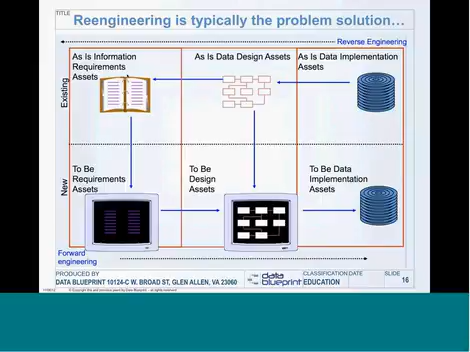 TITLE
Reengineering is typically the problem solution…
Reverse Engineering
As Is Information
Requirements
Assets
As Is Data Design Assets
As Is Data Implementation
Assets
Existing
New
To Be
Requirements
Assets
To Be
Design
Assets
To Be Data
Implementation
Assets
Forward
engineering
PRODUCED BY
DATA BLUEPRINT 10124-C W. BROAD ST, GLEN ALLEN, VA 23060
data
blueprint
CLASSIFICATION
EDUCATION
DATE
SLIDE
16